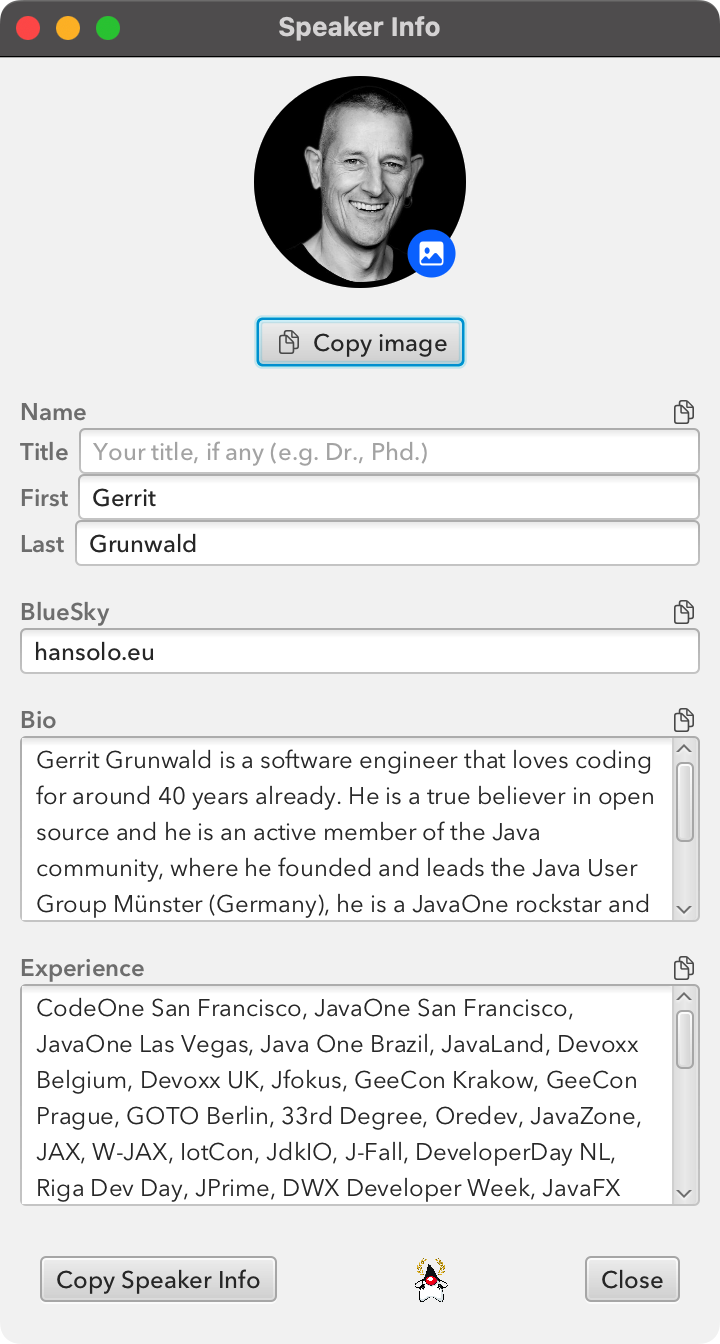 Speaker Info
Copy image
Name
Title Your title, if any (e.g. Dr., Phd.)
First Gerrit
Last Grunwald
BlueSky
hansolo.eu
Bio
Gerrit Grunwald is a software engineer that loves coding
for around 40 years already. He is a true believer in open
source and he is an active member of the Java
community, where he founded and leads the Java User
Group Münster (Germany), he is a JavaOne rockstar and
Experience
CodeOne San Francisco, JavaOne San Francisco,
JavaOne Las Vegas, Java One Brazil, JavaLand, Devoxx
Belgium, Devoxx UK, Jfokus, GeeCon Krakow, GeeCon
Prague, GOTO Berlin, 33rd Degree, Oredev, JavaZone,
JAX, W-JAX, IotCon, JdkIO, J-Fall, DeveloperDay NL,
Riga Dev Day, JPrime, DWX Developer Week, JavaFX
Copy Speaker Info Close